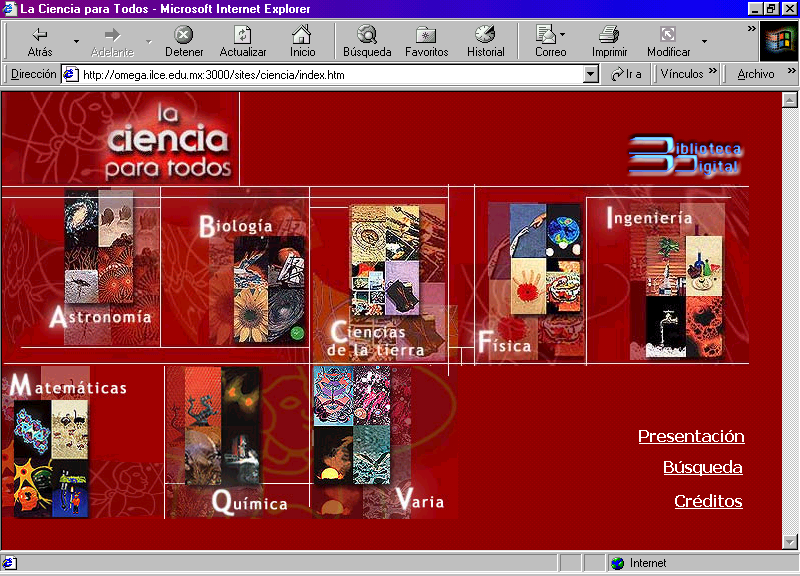 La Ciencia para Todos - Microsoft Internet Explorer
Atrás Adelante Detener Actualizar Inicio Búsqueda Favoritos Historial Correo Imprimir Modificar »
Dirección http://omega.ilce.edu.mx:3000/sites/ciencia/index.htm Ir a Vínculos » Archivo »
la
ciencia
para todos
Biblioteca
Digital
Astronomía
Biología
Ciencias
de la tierra
Física
Ingeniería
Matemáticas
Química
Varia
Presentación
Búsqueda
Créditos
Internet